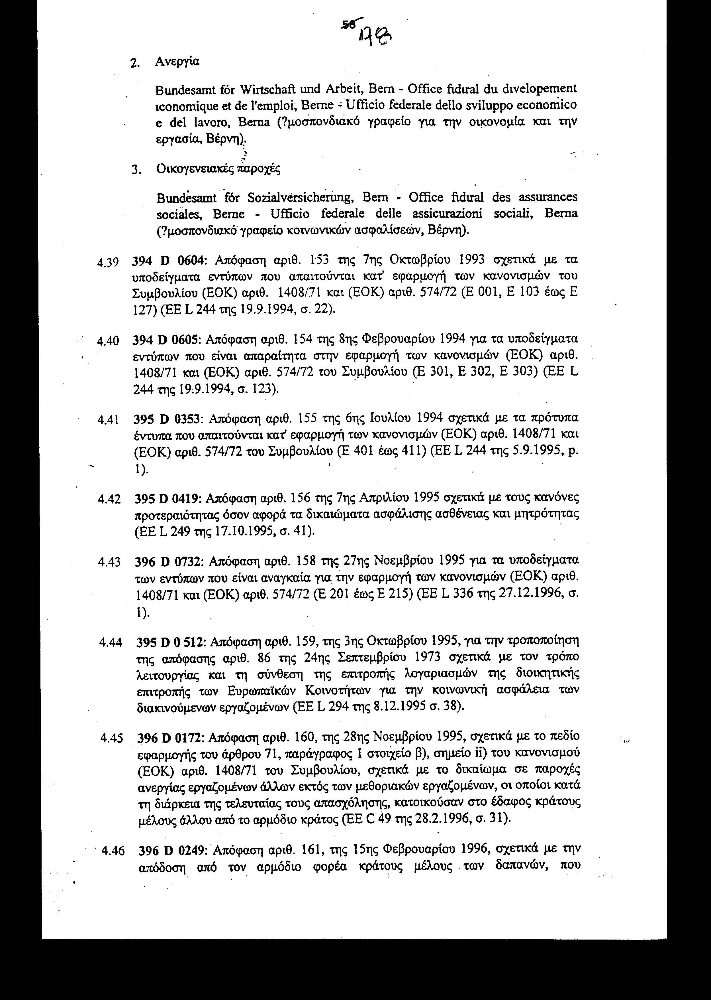 58
178
2. Ανεργία
Bundesamt fór Wirtschaft und Arbeit, Bern - Office fιdιral du dιvelopement
ιconomique et de l'emploi, Berne - Ufficio federale dello sviluppo economico
e del lavoro, Berna (?μοσπονδιακό γραφείο για την οικονομία και την
εργασία, Βέρνη).
3. Οικογενειακές παροχές
Bundesamt fór Sozialversicherung, Bern - Office fιdιral des assurances
sociales, Berne - Ufficio federale delle assicurazioni sociali, Berna
(?μοσπονδιακό γραφείο κοινωνικών ασφαλίσεων, Βέρνη).
4.39 394 D 0604: Απόφαση αριθ. 153 της 7ης Οκτωβρίου 1993 σχετικά με τα
υποδείγματα εντύπων που απαιτούνται κατ' εφαρμογή των κανονισμών του
Συμβουλίου (ΕΟΚ) αριθ. 1408/71 και (ΕΟΚ) αριθ. 574/72 (Ε 001, Ε 103 έως Ε
127) (ΕΕ L 244 της 19.9.1994, σ. 22).
4.40 394 D 0605: Απόφαση αριθ. 154 της 8ης Φεβρουαρίου 1994 για τα υποδείγματα
εντύπων που είναι απαραίτητα στην εφαρμογή των κανονισμών (ΕΟΚ) αριθ.
1408/71 και (ΕΟΚ) αριθ. 574/72 του Συμβουλίου (Ε 301, Ε 302, Ε 303) (ΕΕ L
244 της 19.9.1994, σ. 123).
4.41 395 D 0353: Απόφαση αριθ. 155 της 6ης Ιουλίου 1994 σχετικά με τα πρότυπα
έντυπα που απαιτούνται κατ' εφαρμογή των κανονισμών (ΕΟΚ) αριθ. 1408/71 και
(ΕΟΚ) αριθ. 574/72 του Συμβουλίου (Ε 401 έως 411) (ΕΕ L 244 της 5.9.1995, p.
1).
4.42 395 D 0419: Απόφαση αριθ. 156 της 7ης Απριλίου 1995 σχετικά με τους κανόνες
προτεραιότητας όσον αφορά τα δικαιώματα ασφάλισης ασθένειας και μητρότητας
(ΕΕ L 249 της 17.10.1995, σ. 41).
4.43 396 D 0732: Απόφαση αριθ. 158 της 27ης Νοεμβρίου 1995 για τα υποδείγματα
των εντύπων που είναι αναγκαία για την εφαρμογή των κανονισμών (ΕΟΚ) αριθ.
1408/71 και (ΕΟΚ) αριθ. 574/72 (Ε 201 έως Ε 215) (ΕΕ L 336 της 27.12.1996, σ.
1).
4.44 395 D 0 512: Απόφαση αριθ. 159, της 3ης Οκτωβρίου 1995, για την τροποποίηση
της απόφασης αριθ. 86 της 24ης Σεπτεμβρίου 1973 σχετικά με τον τρόπο
λειτουργίας και τη σύνθεση της επιτροπής λογαριασμών της διοικητικής
επιτροπής των Ευρωπαϊκών Κοινοτήτων για την κοινωνική ασφάλεια των
διακινούμενων εργαζομένων (ΕΕ L 294 της 8.12.1995 σ. 38).
4.45 396 D 0172: Απόφαση αριθ. 160, της 28ης Νοεμβρίου 1995, σχετικά με το πεδίο
εφαρμογής του άρθρου 71, παράγραφος 1 στοιχείο β), σημείο ii) του κανονισμού
(ΕΟΚ) αριθ. 1408/71 του Συμβουλίου, σχετικά με το δικαίωμα σε παροχές
ανεργίας εργαζομένων άλλων εκτός των μεθοριακών εργαζομένων, οι οποίοι κατά
τη διάρκεια της τελευταίας τους απασχόλησης, κατοικούσαν στο έδαφος κράτους
μέλους άλλου από το αρμόδιο κράτος (ΕΕ C 49 της 28.2.1996, σ. 31).
4.46 396 D 0249: Απόφαση αριθ. 161, της 15ης Φεβρουαρίου 1996, σχετικά με την
απόδοση από τον αρμόδιο φορέα κράτους μέλους των δαπανών, που